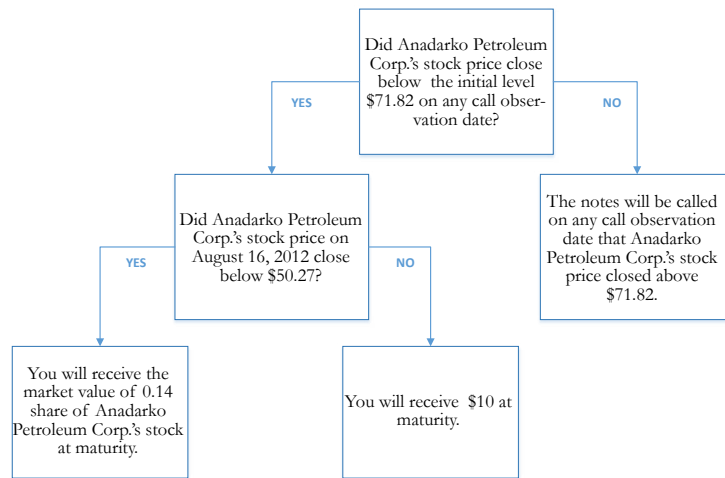 Did Anadarko Petroleum
Corp.'s stock price close
below the initial level
$71.82 on any call obser-
vation date?
YES
NO
Did Anadarko Petroleum
Corp.'s stock price on
August 16, 2012 close
below $50.27?
The notes will be called
on any call observation
date that Anadarko
Petroleum Corp.'s stock
price closed above
$71.82.
YES
NO
You will receive the
market value of 0.14
share of Anadarko
Petroleum Corp.'s stock
at maturity.
You will receive $10 at
maturity.